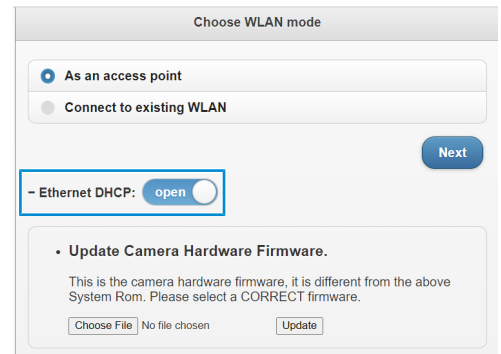 Choose WLAN mode
As an access point
Connect to existing WLAN
Next
– Ethernet DHCP: open
• Update Camera Hardware Firmware.
This is the camera hardware firmware, it is different from the above
System Rom. Please select a CORRECT firmware.
Choose File No file chosen Update